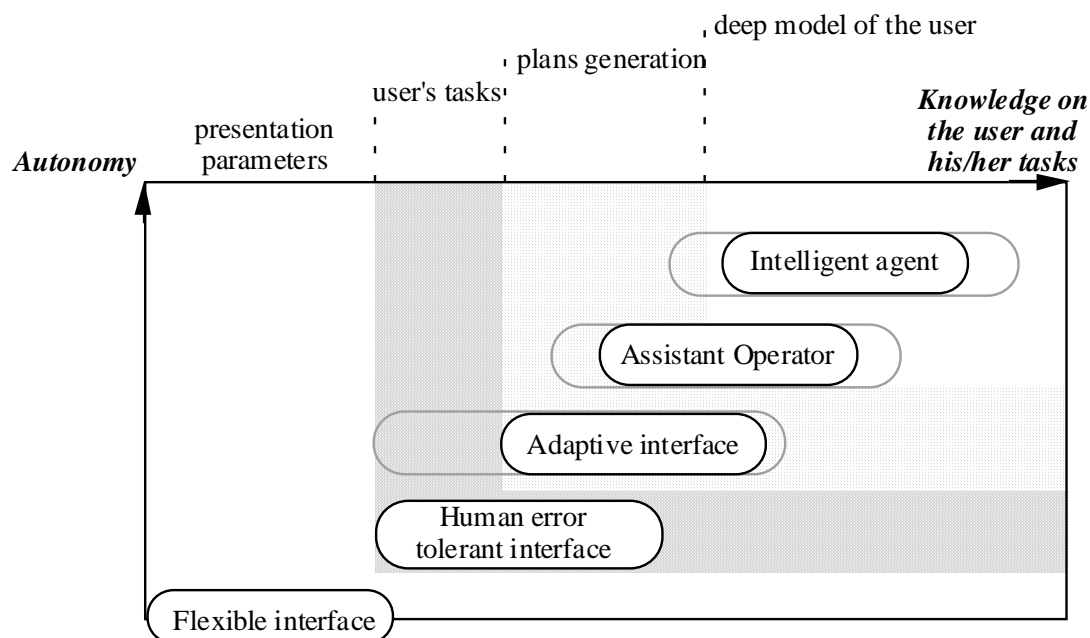 deep model of the user
plans generation
user's tasks
Knowledge on
the user and
his/her tasks
presentation
parameters
Autonomy
Intelligent agent
Assistant Operator
Adaptive interface
Human error
tolerant interface
Flexible interface